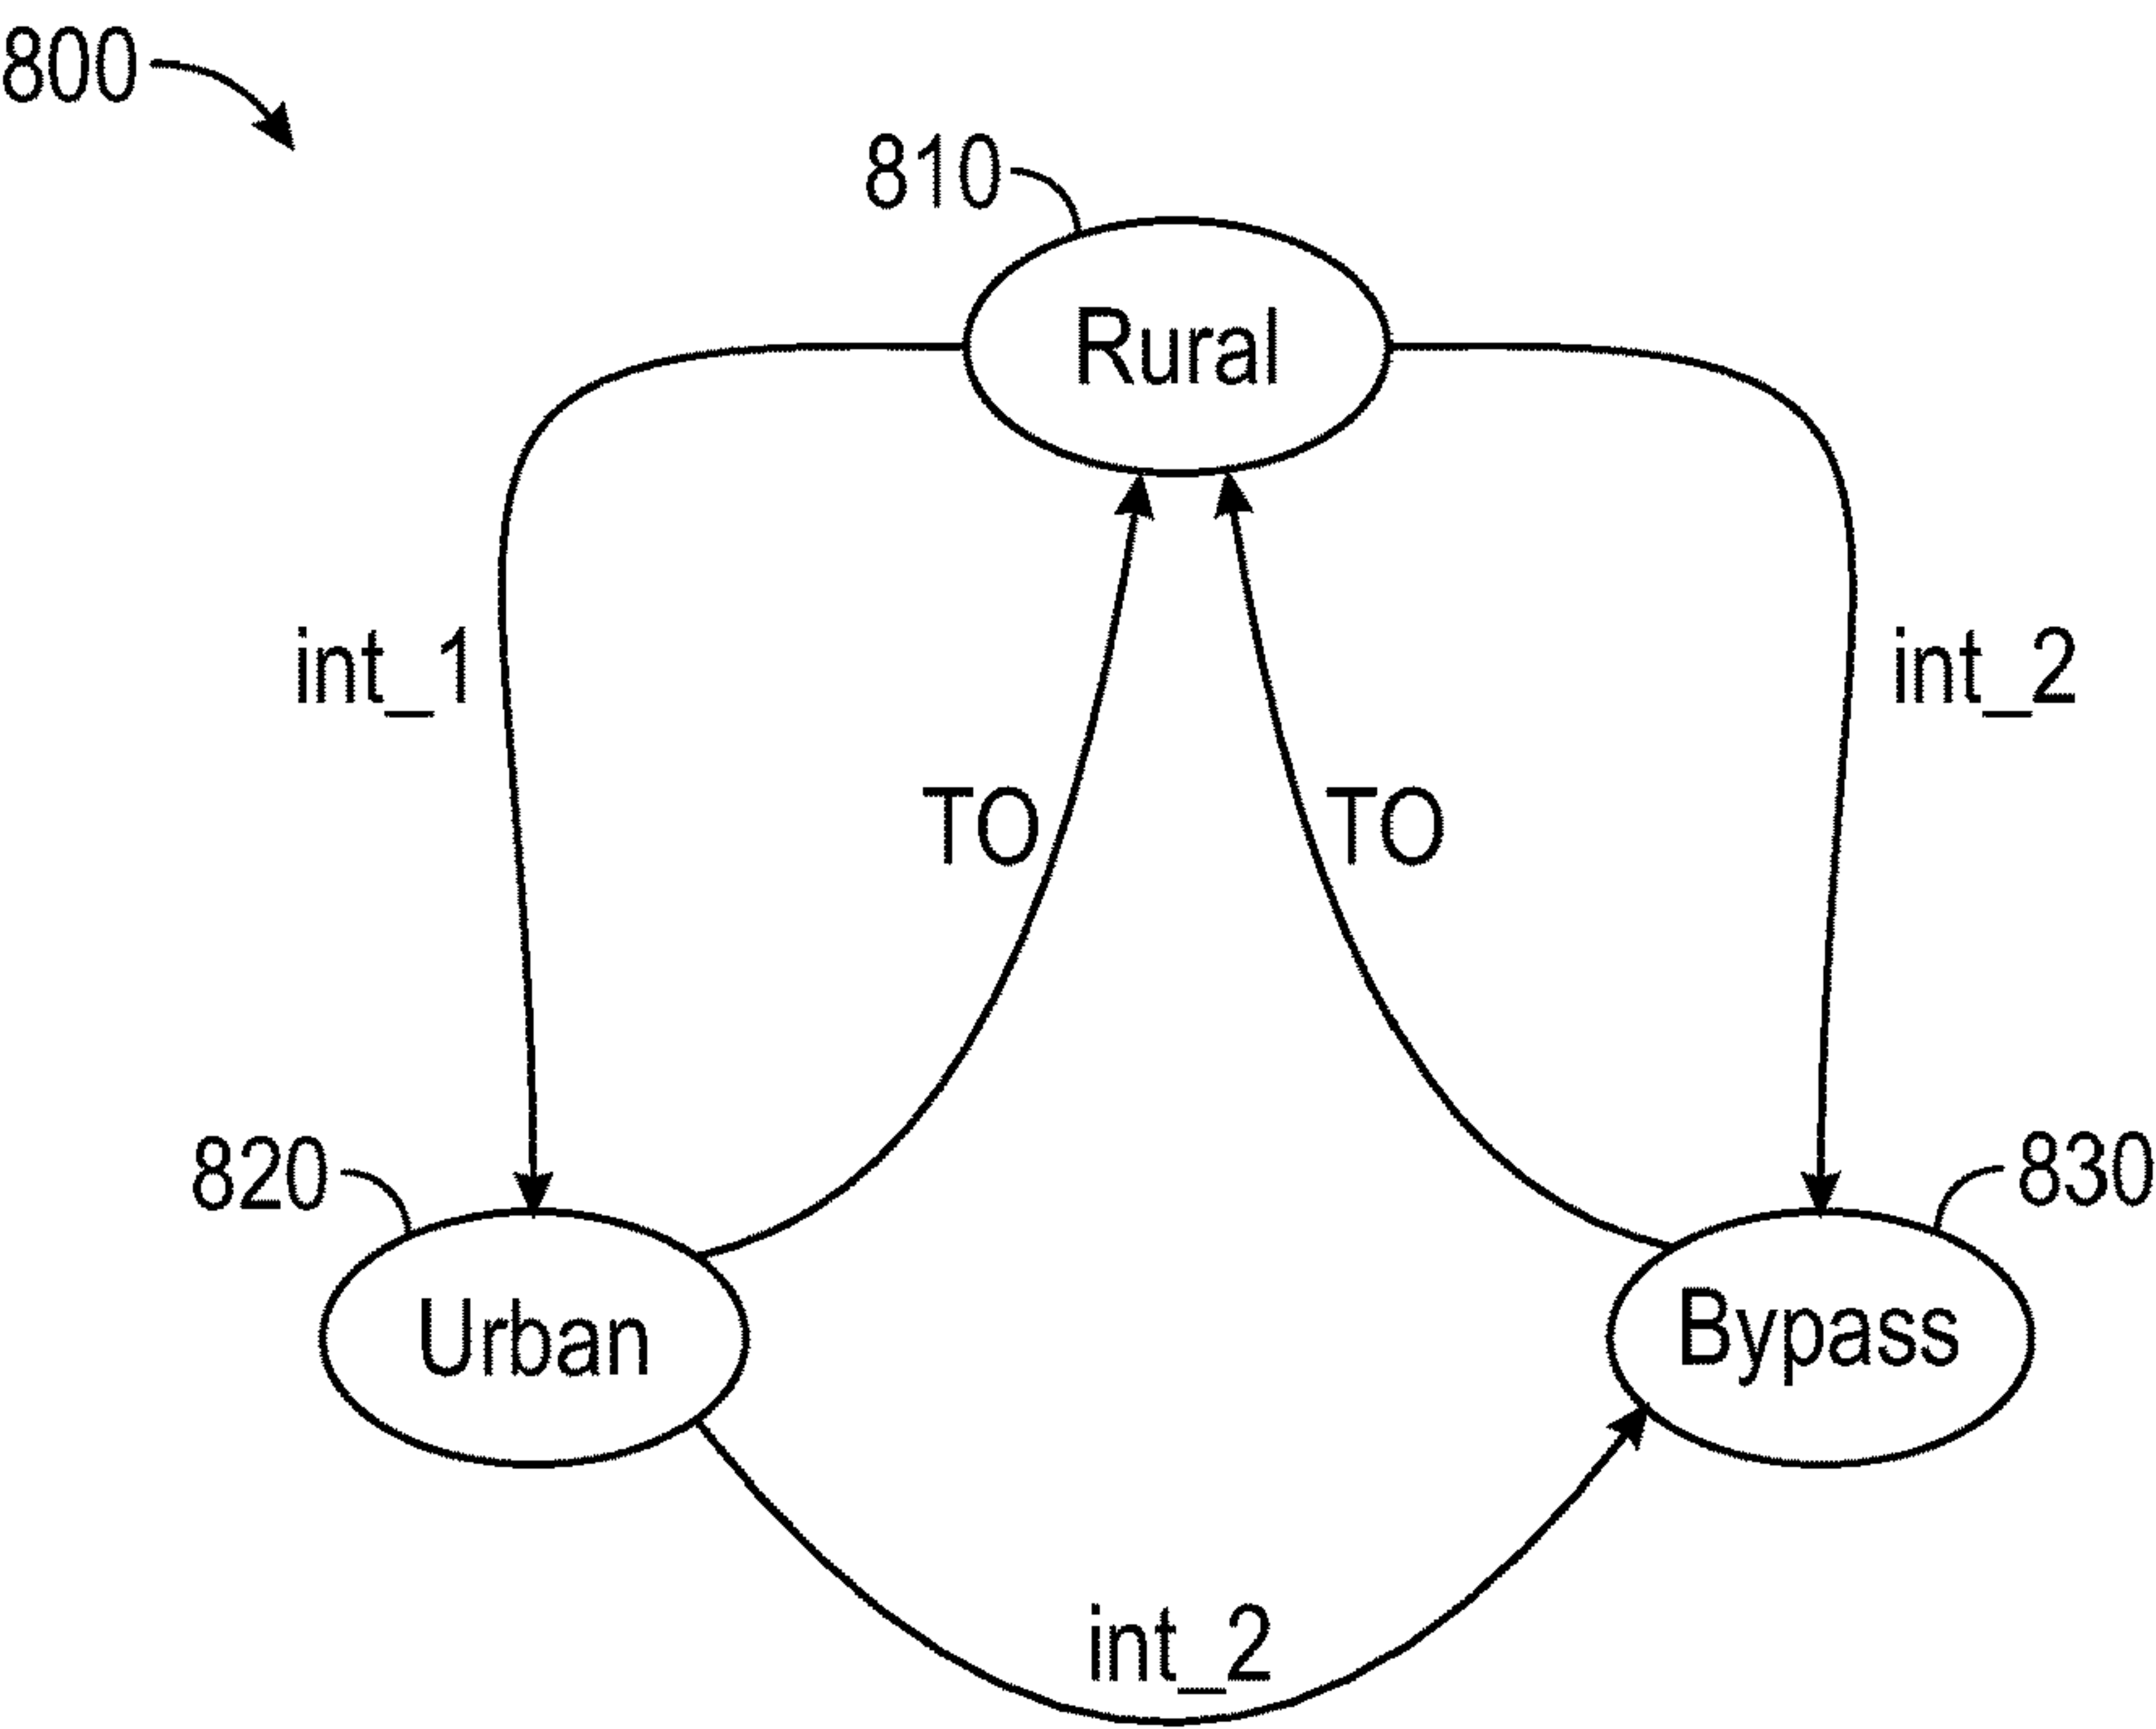 800
810
Rural
int_1
int_2
TO
TO
820
830
Urban
Bypass
int_2